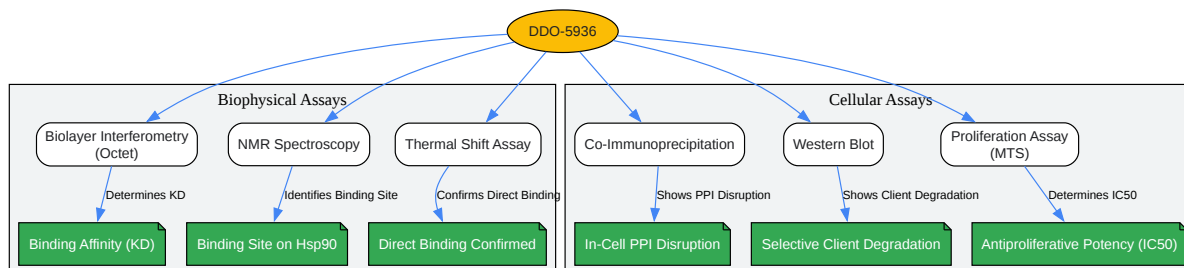 DDO-5936
Biophysical Assays
Cellular Assays
Biolayer Interferometry
(Octet)
NMR Spectroscopy
Thermal Shift Assay
Co-Immunoprecipitation
Western Blot
Proliferation Assay
(MTS)
Determines KD
Identifies Binding Site
Confirms Direct Binding
Shows PPI Disruption
Shows Client Degradation
Determines IC50
Binding Affinity (KD)
Binding Site on Hsp90
Direct Binding Confirmed
In-Cell PPI Disruption
Selective Client Degradation
Antiproliferative Potency (IC50)